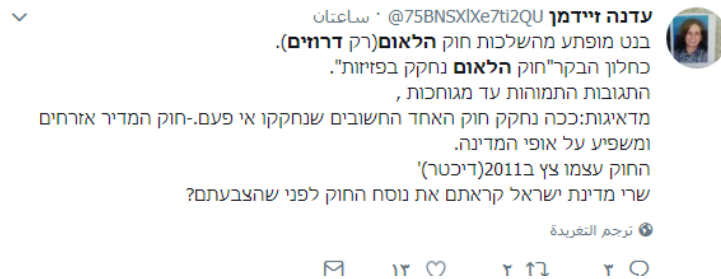 עדנה זיידמן @75BNSXlXe7ti2QU · ساعتان
בנט מופתע מהשלכות חוק הלאום(רק דרוזים).
כחלון הבקר"חוק הלאום נחקק בפזיזות".
התגובות התמוהות עד מגוחכות ,
מדאיגות:ככה נחקק חוק האחד החשובים שנחקקו אי פעם.-חוק המדיר אזרחים
ומשפיע על אופי המדינה.
החוק עצמו צץ ב2011(דיכטר)'
שרי מדינת ישראל קראתם את נוסח החוק לפני שהצבעתם?
ترجم التغريدة
٢ ٢ ١٣